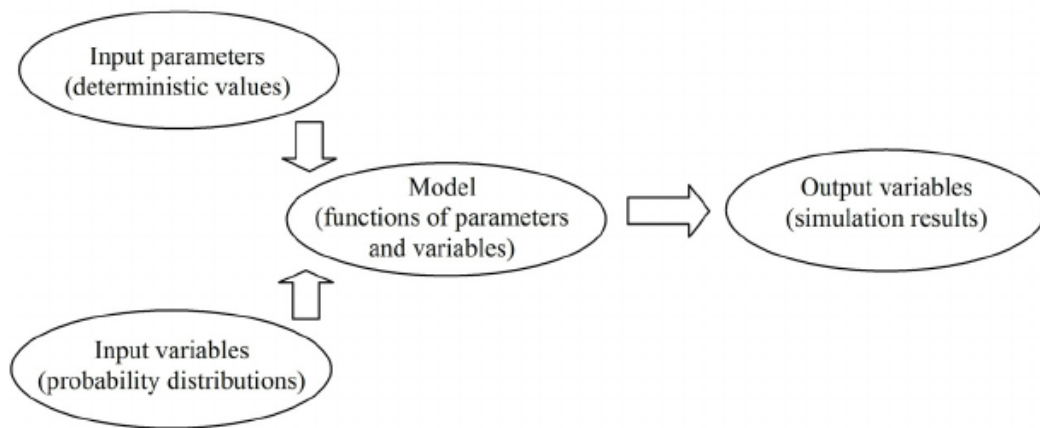 Input parameters
(deterministic values)
Model
(functions of parameters
and variables)
Output variables
(simulation results)
Input variables
(probability distributions)